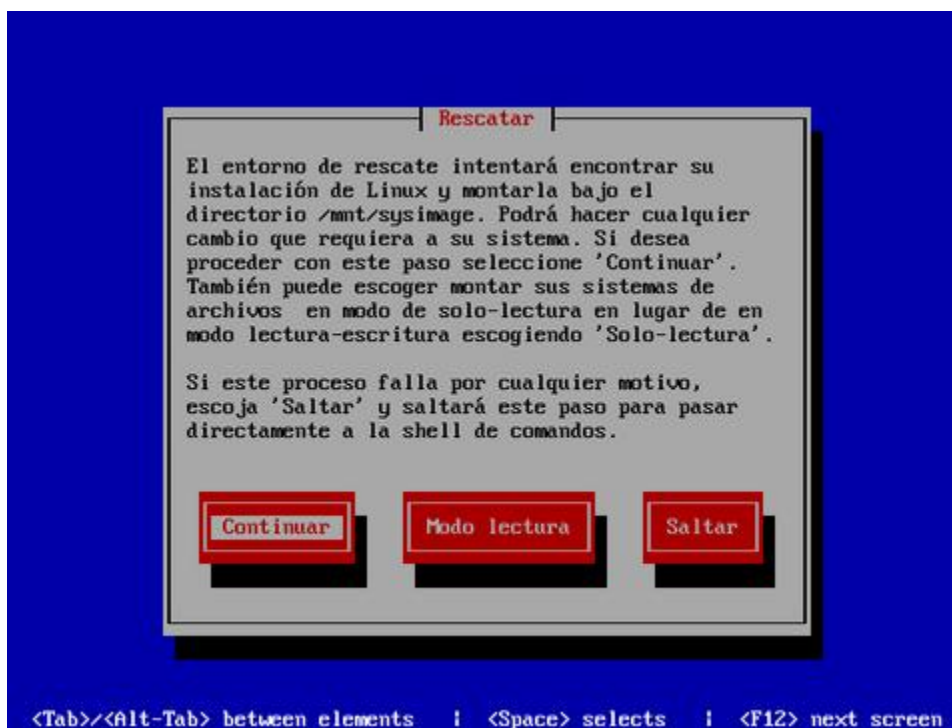 Rescatar
El entorno de rescate intentará encontrar su
instalación de Linux y montarla bajo el
directorio /mnt/sysimage. Podrá hacer cualquier
cambio que requiera a su sistema. Si desea
proceder con este paso seleccione 'Continuar'.
También puede escoger montar sus sistemas de
archivos  en modo de solo-lectura en lugar de en
modo lectura-escritura escogiendo 'Solo-lectura'.
Si este proceso falla por cualquier motivo,
escoja 'Saltar' y saltará este paso para pasar
directamente a la shell de comandos.
Continuar Modo lectura Saltar
<Tab>/<Alt-Tab> between elements | <Space> selects | <F12> next screen